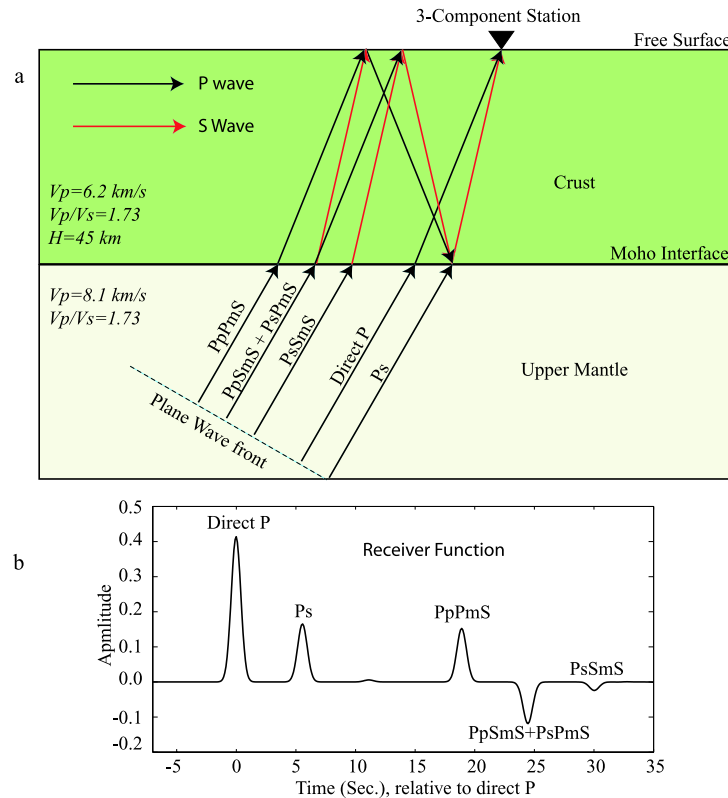 3-Component Station
Free Surface
a
P wave
S Wave
Crust
Vp=6.2 km/s
Vp/Vs=1.73
H=45 km
Moho Interface
Vp=8.1 km/s
Vp/Vs=1.73
PpPmS
PpSmS + PsPmS
PsSmS
Direct P
Ps
Upper Mantle
Plane Wave front
b
Receiver Function
Apmlitude
0.5
0.4
0.3
0.2
0.1
0.0
-0.1
-0.2
Direct P
Ps
PpPmS
PsSmS
PpSmS+PsPmS
-5 0 5 10 15 20 25 30 35
Time (Sec.), relative to direct P